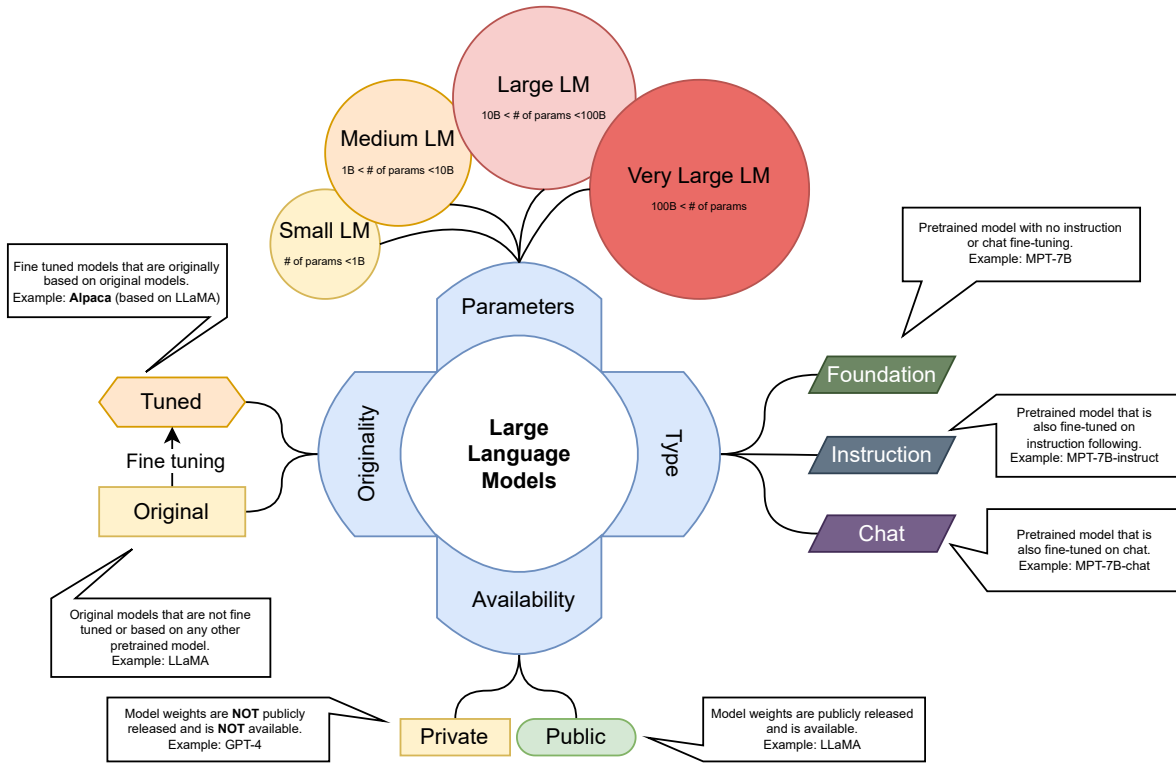 Large LM
10B < # of params <100B
Medium LM
1B < # of params <10B
Very Large LM
100B < # of params
Small LM
# of params <1B
Parameters
Fine tuned models that are originally
based on original models.
Example: Alpaca (based on LLaMA)
Tuned
Fine tuning
Original
Original models that are not fine
tuned or based on any other
pretrained model.
Example: LLaMA
Originality
Large
Language
Models
Type
Pretrained model with no instruction
or chat fine-tuning.
Example: MPT-7B
Foundation
Pretrained model that is
also fine-tuned on
instruction following.
Example: MPT-7B-instruct
Instruction
Chat
Pretrained model that is
also fine-tuned on chat.
Example: MPT-7B-chat
Availability
Model weights are NOT publicly
released and is NOT available.
Example: GPT-4
Private
Public
Model weights are publicly released
and is available.
Example: LLaMA